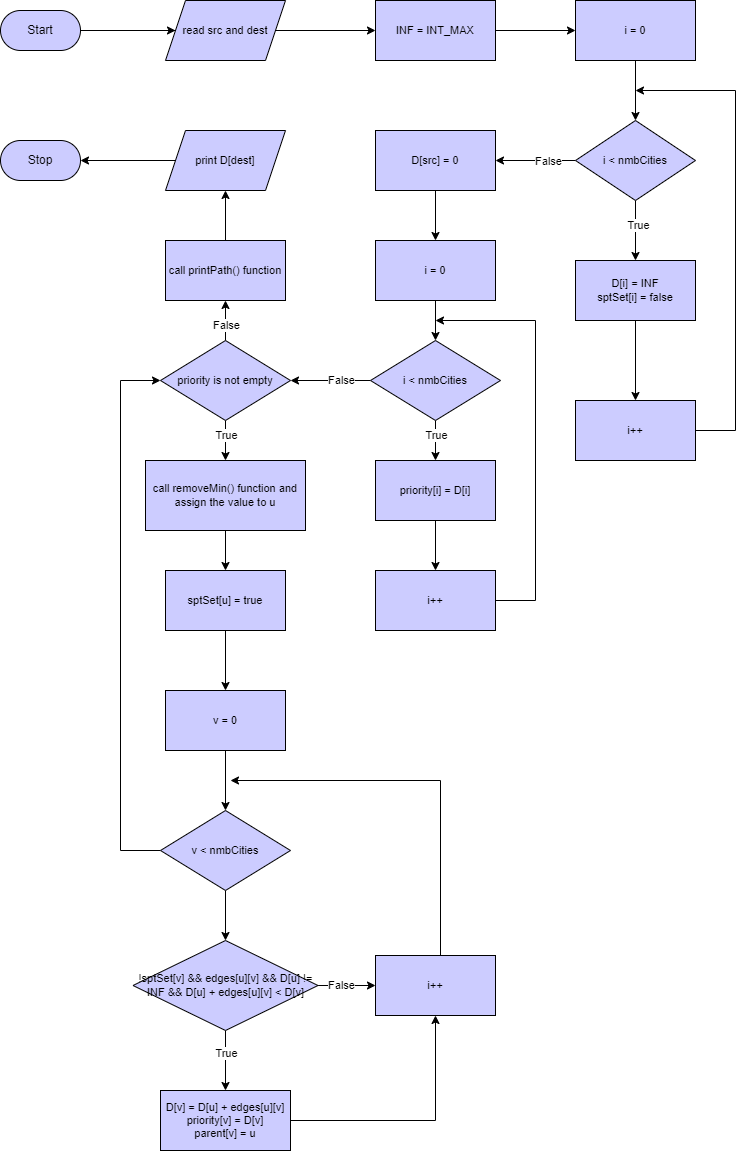 Start
read src and dest
INF = INT_MAX
i = 0
i < nmbCities
False
True
D[i] = INF
sptSet[i] = false
i++
D[src] = 0
i = 0
i < nmbCities
True
priority[i] = D[i]
i++
False
priority is not empty
False
call printPath() function
print D[dest]
Stop
True
call removeMin() function and
assign the value to u
sptSet[u] = true
v = 0
v < nmbCities
!sptSet[v] && edges[u][v] && D[u] !=
INF && D[u] + edges[u][v] < D[v]
False
i++
True
D[v] = D[u] + edges[u][v]
priority[v] = D[v]
parent[v] = u